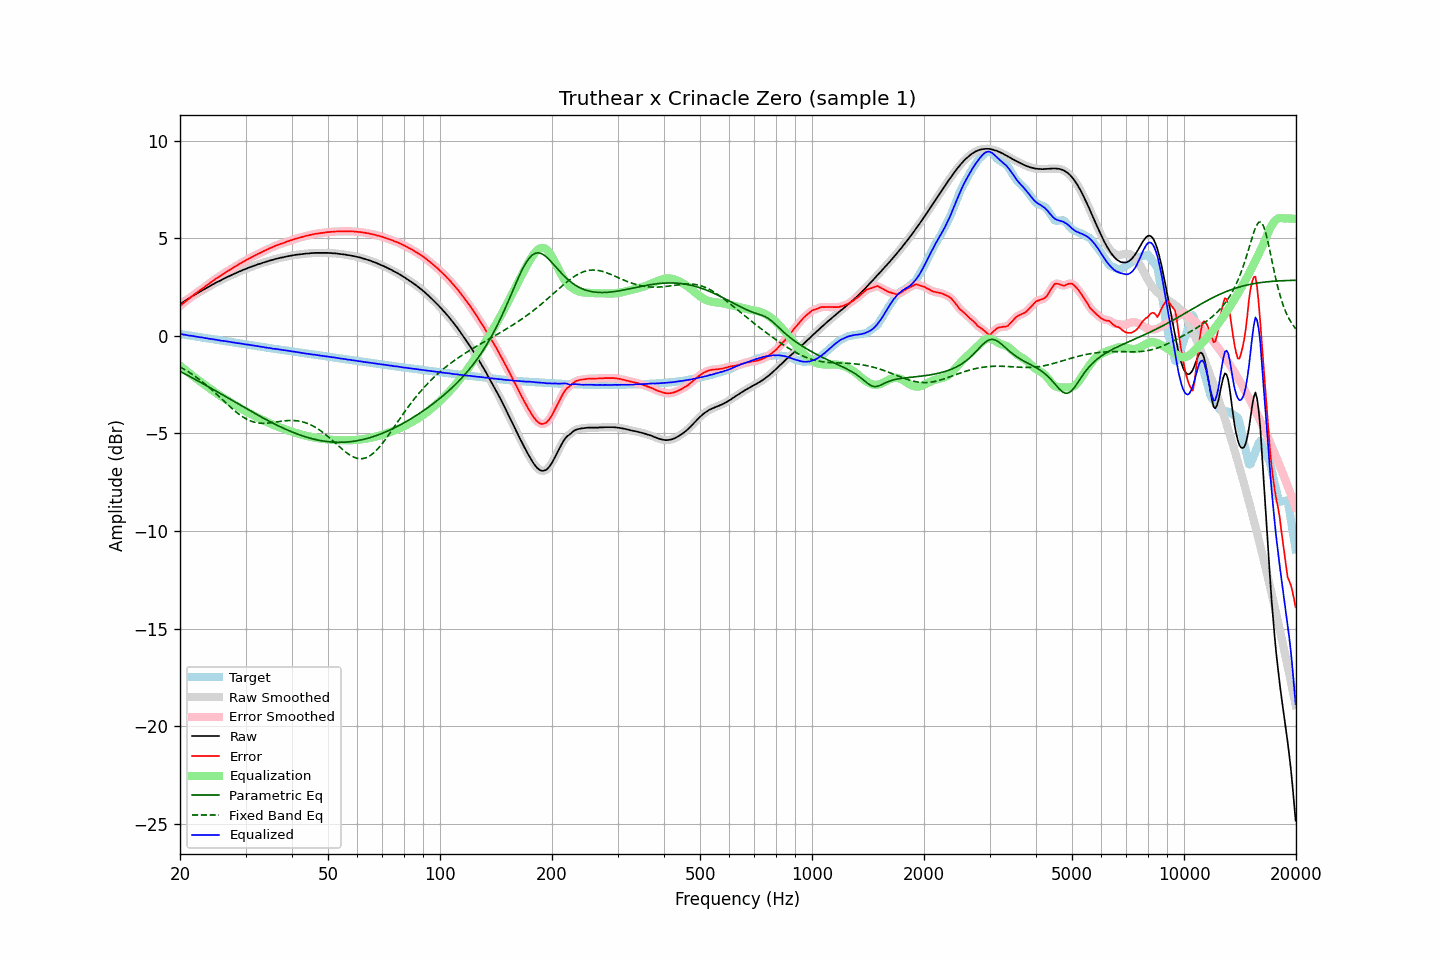 Truthear x Crinacle Zero (sample 1)
10
5
0
−5
−10
−15
−20
−25
Amplitude (dBr)
Target
Raw Smoothed
Error Smoothed
Raw
Error
Equalization
Parametric Eq
Fixed Band Eq
Equalized
20 50 100 200 500 1000 2000 5000 10000 20000
Frequency (Hz)